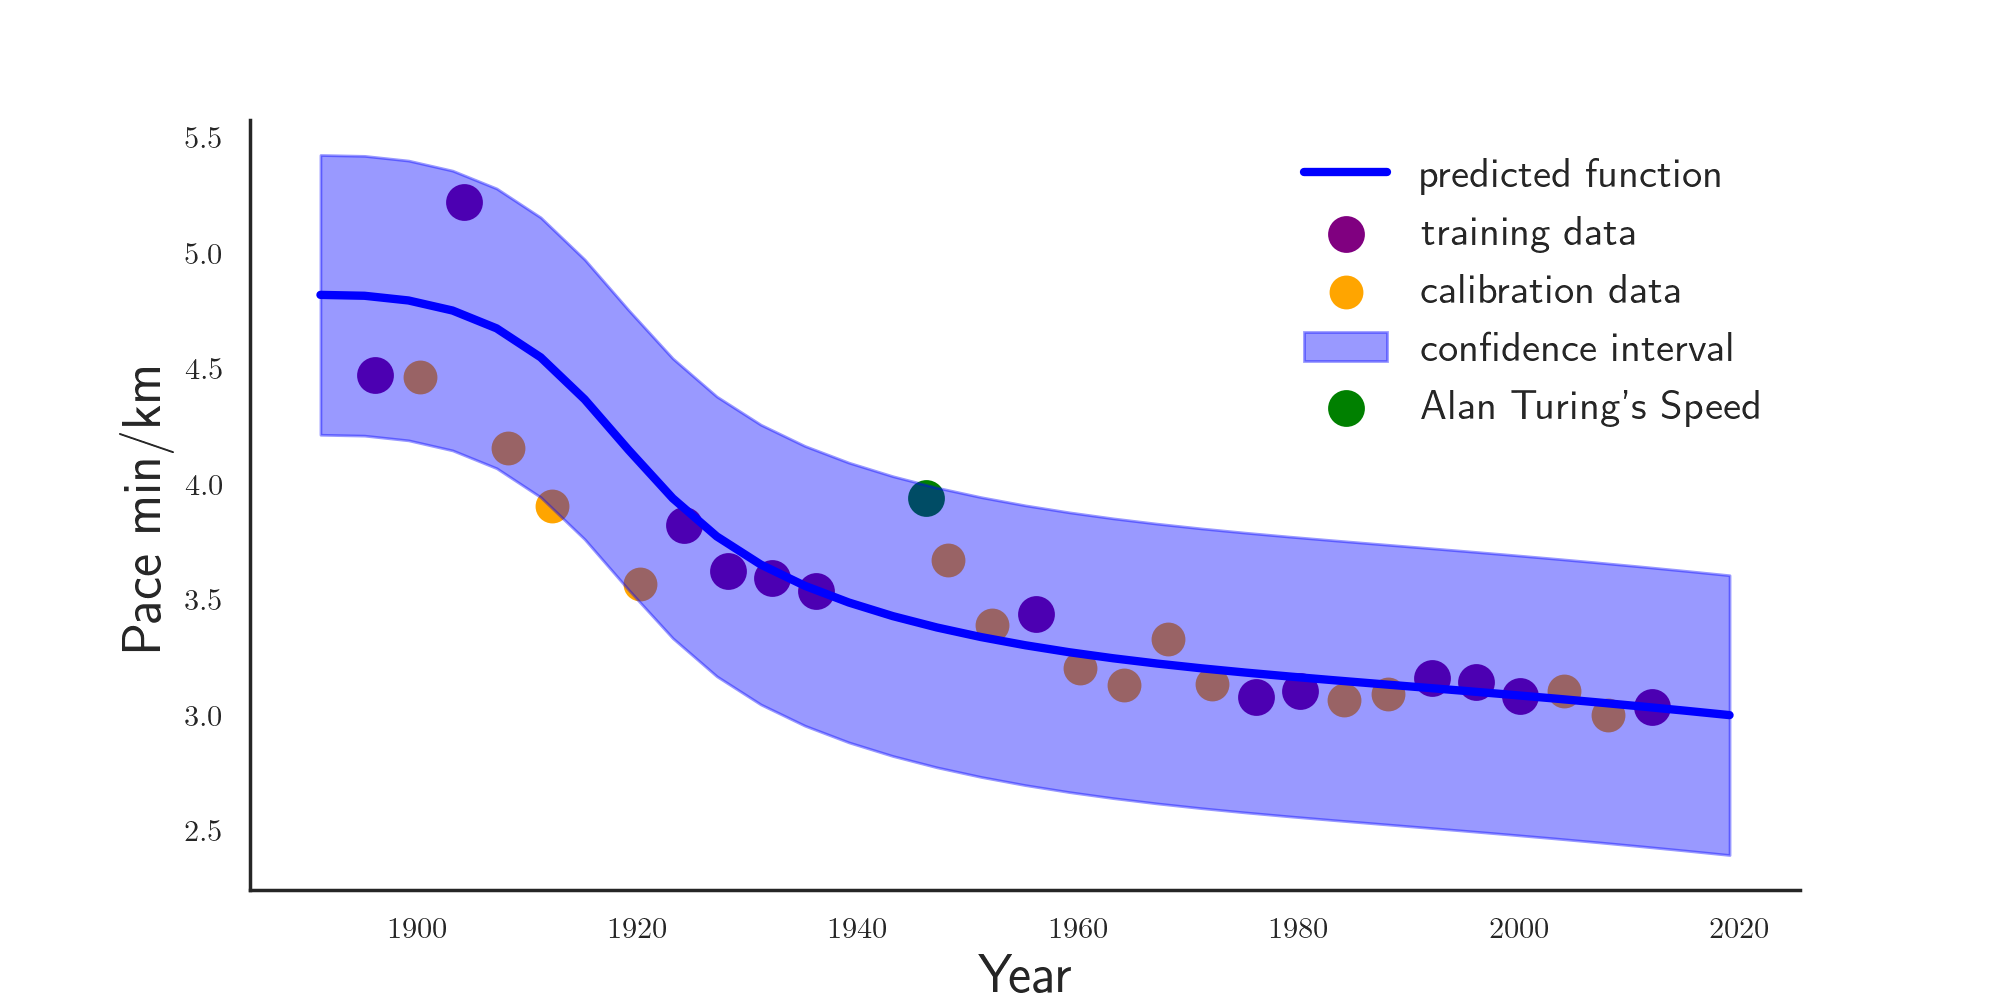 5.5
5.0
4.5
4.0
3.5
3.0
2.5
Pace min/km
predicted function
training data
calibration data
confidence interval
Alan Turing's Speed
1900 1920 1940 1960 1980 2000 2020
Year